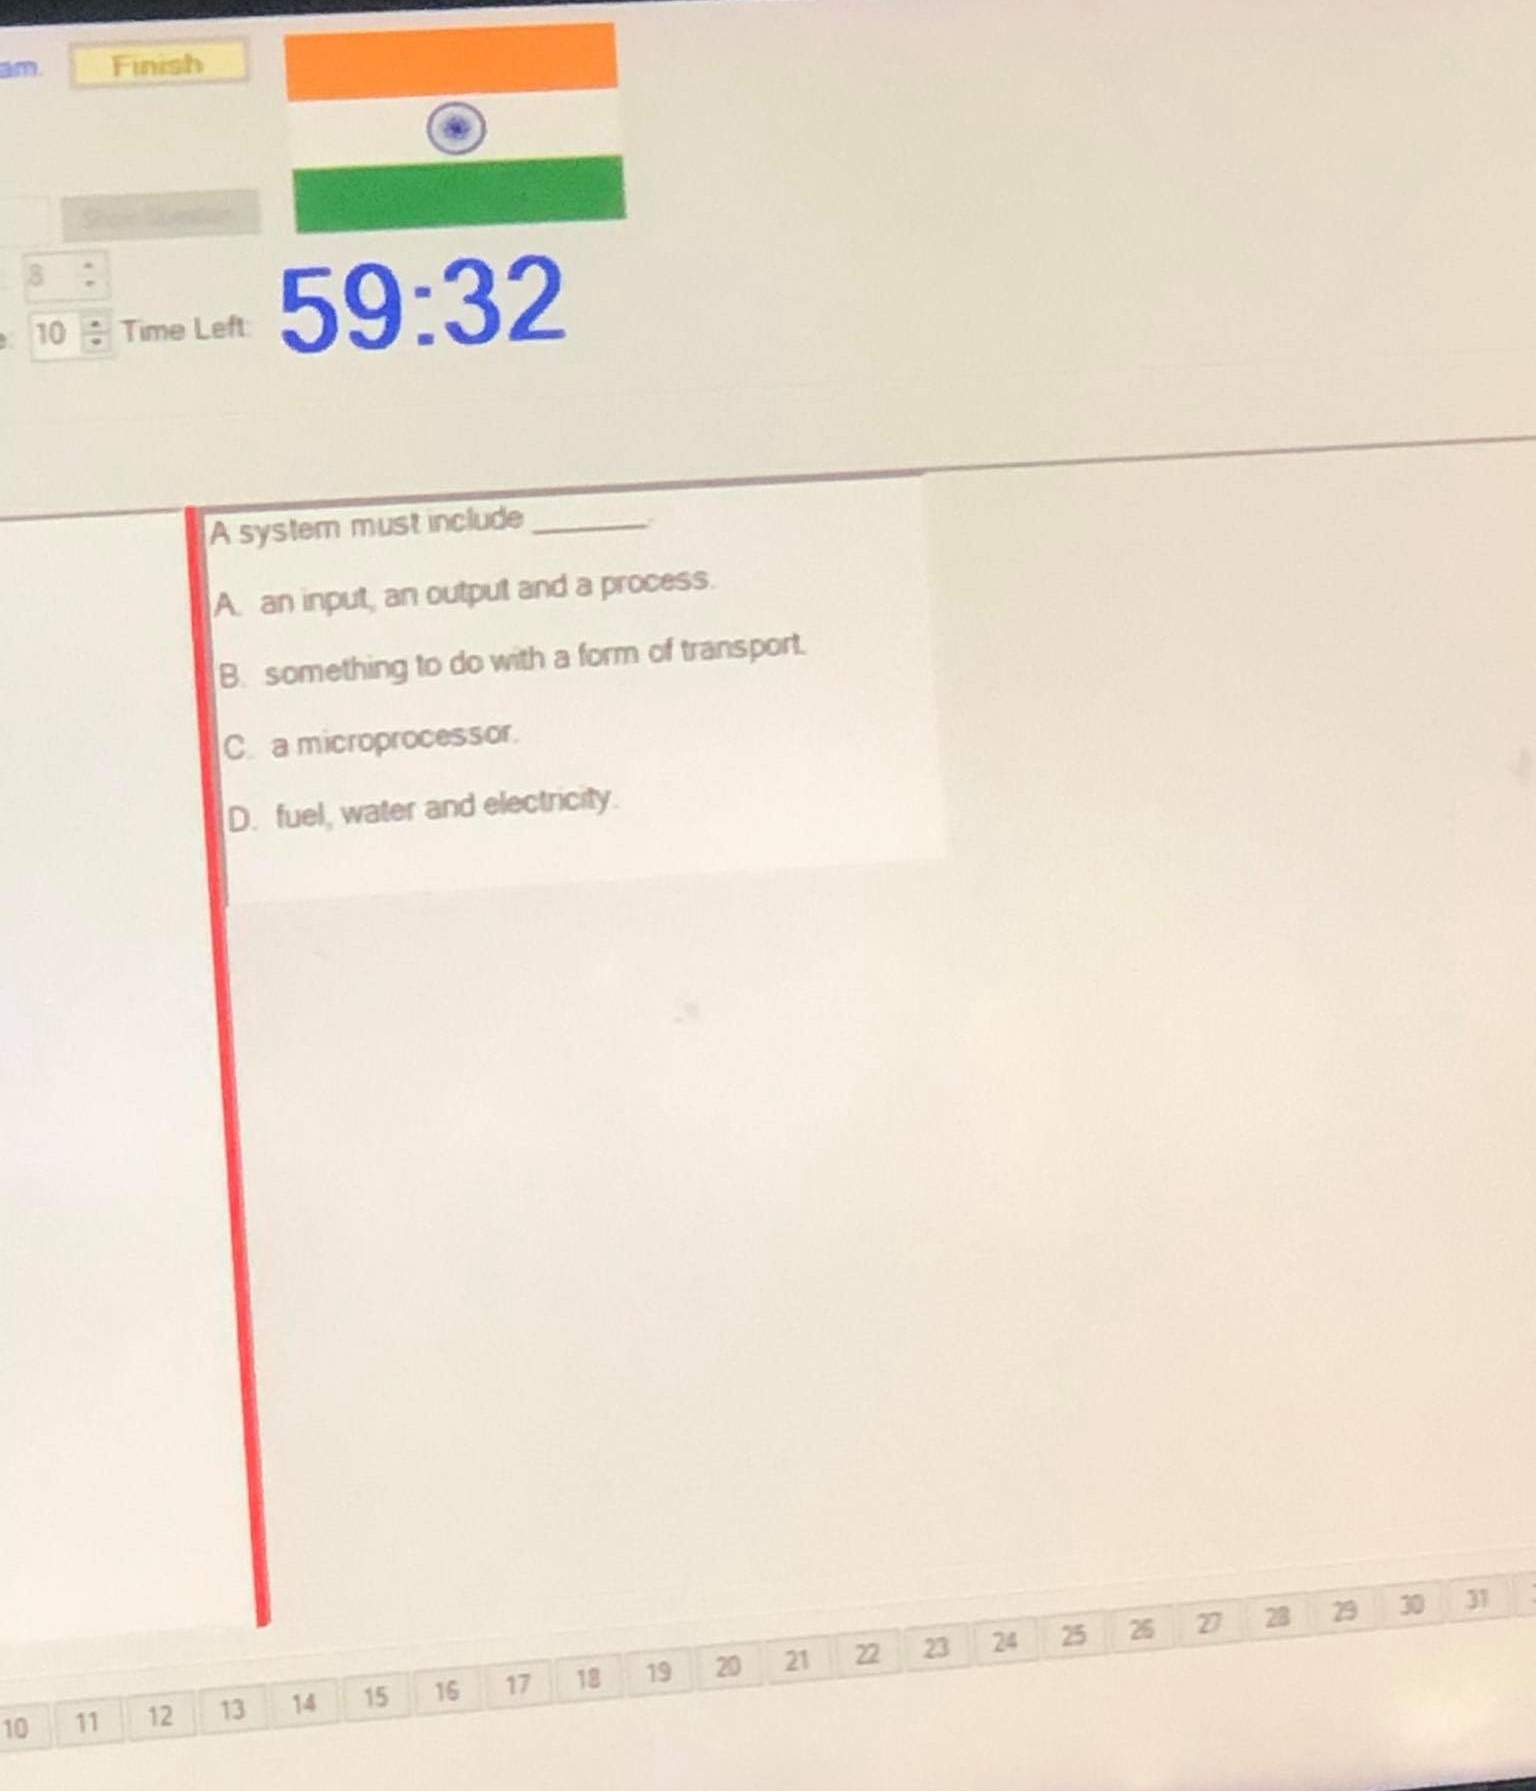 am. Finish
8
10 Time Left: 59:32
A system must include ________.
A. an input, an output and a process.
B. something to do with a form of transport.
C. a microprocessor.
D. fuel, water and electricity.
10 11 12 13 14 15 16 17 18 19 20 21 22 23 24 25 26 27 28 29 30 31